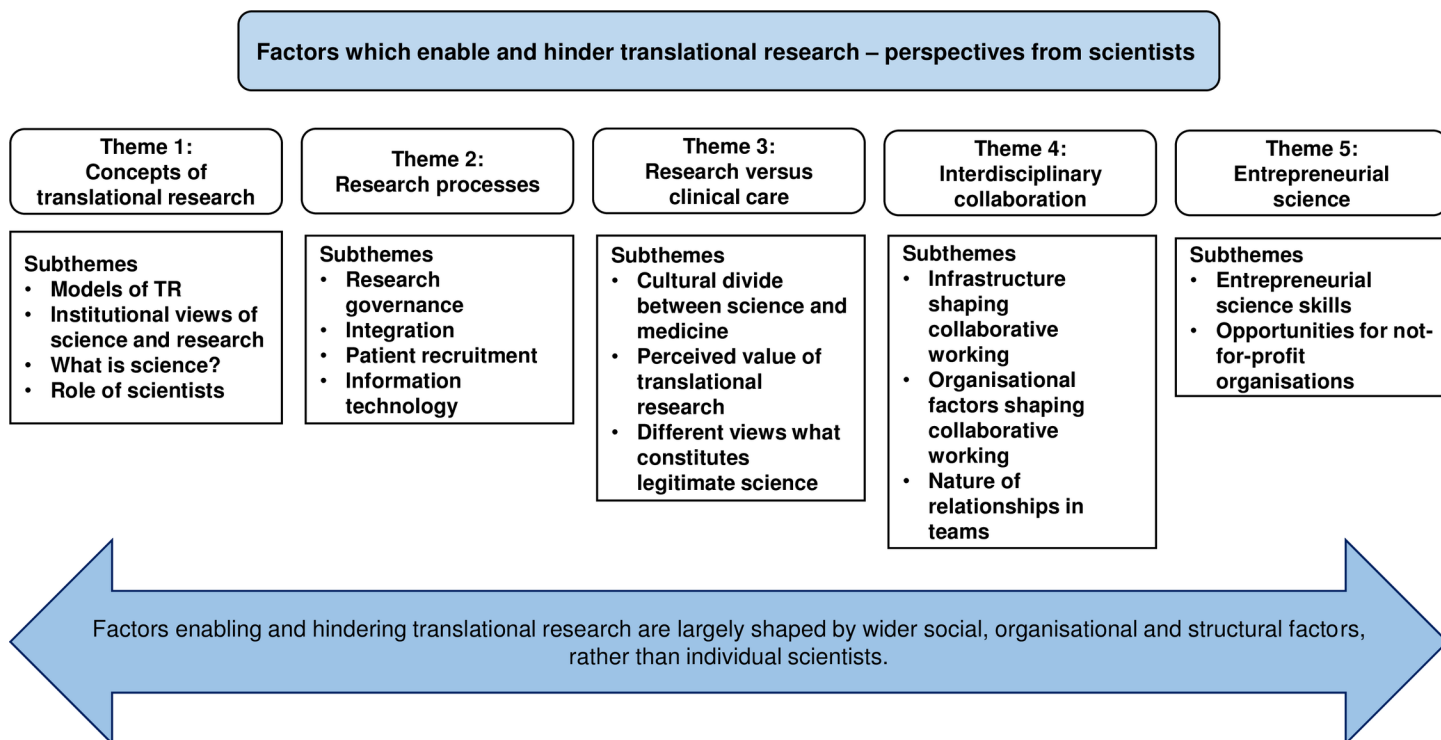 Factors which enable and hinder translational research – perspectives from scientists
Theme 1:
Concepts of
translational research
Subthemes
• Models of TR
• Institutional views of
science and research
• What is science?
• Role of scientists
Theme 2:
Research processes
Subthemes
• Research
governance
• Integration
• Patient recruitment
• Information
technology
Theme 3:
Research versus
clinical care
Subthemes
• Cultural divide
between science and
medicine
• Perceived value of
translational
research
• Different views what
constitutes
legitimate science
Theme 4:
Interdisciplinary
collaboration
Subthemes
• Infrastructure
shaping
collaborative
working
• Organisational
factors shaping
collaborative
working
• Nature of
relationships in
teams
Theme 5:
Entrepreneurial
science
Subthemes
• Entrepreneurial
science skills
• Opportunities for not-
for-profit
organisations
Factors enabling and hindering translational research are largely shaped by wider social, organisational and structural factors,
rather than individual scientists.